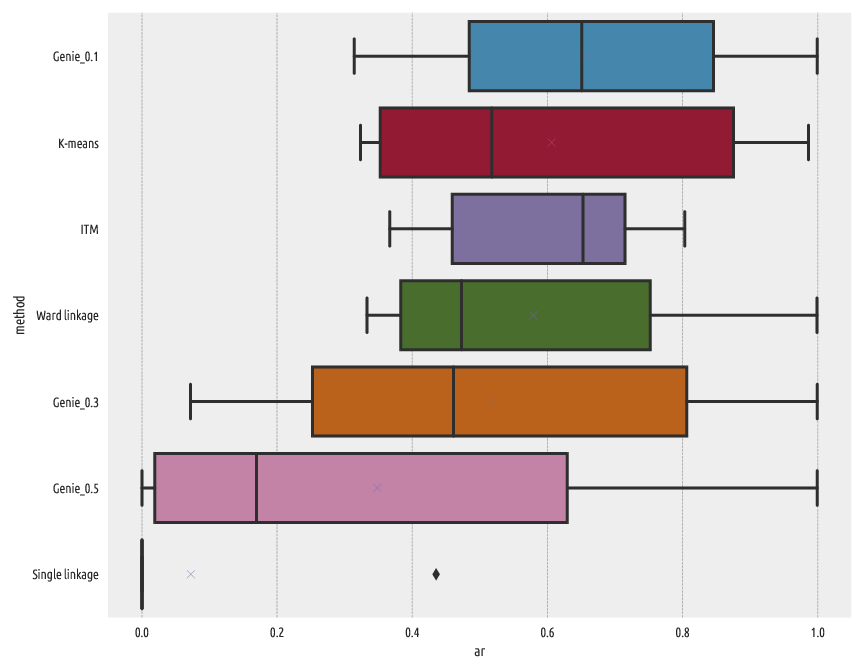 Genie_0.1
K-means
ITM
Ward linkage
Genie_0.3
Genie_0.5
Single linkage
method
0.0 0.2 0.4 0.6 0.8 1.0
ar